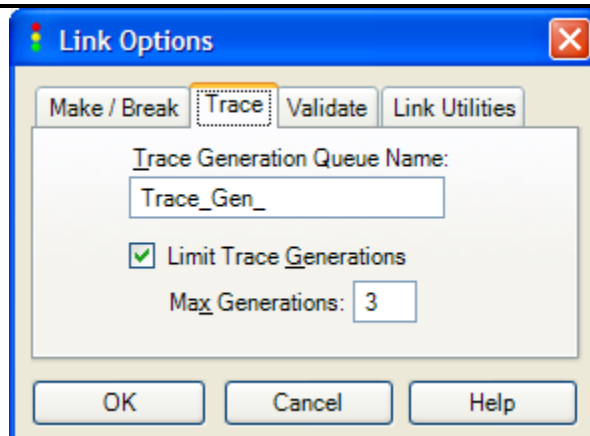 Link Options
Make / Break Trace Validate Link Utilities
Trace Generation Queue Name:
Trace_Gen_
Limit Trace Generations
Max Generations: 3
OK Cancel Help